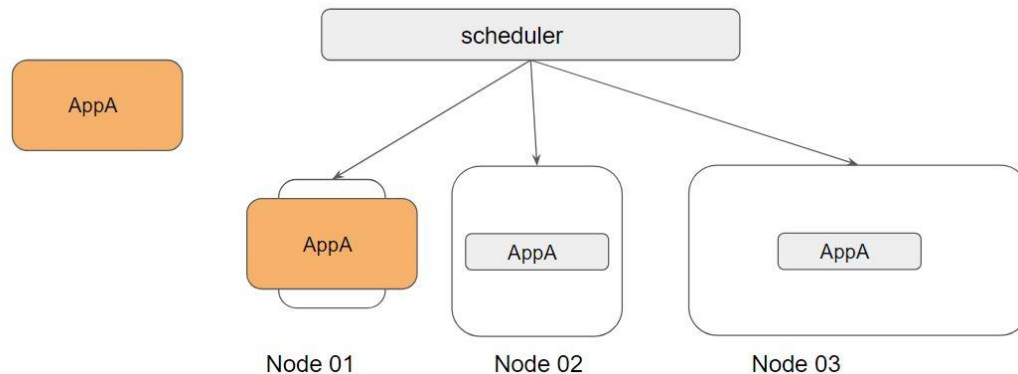 scheduler
AppA
AppA
AppA
AppA
Node 01
Node 02
Node 03